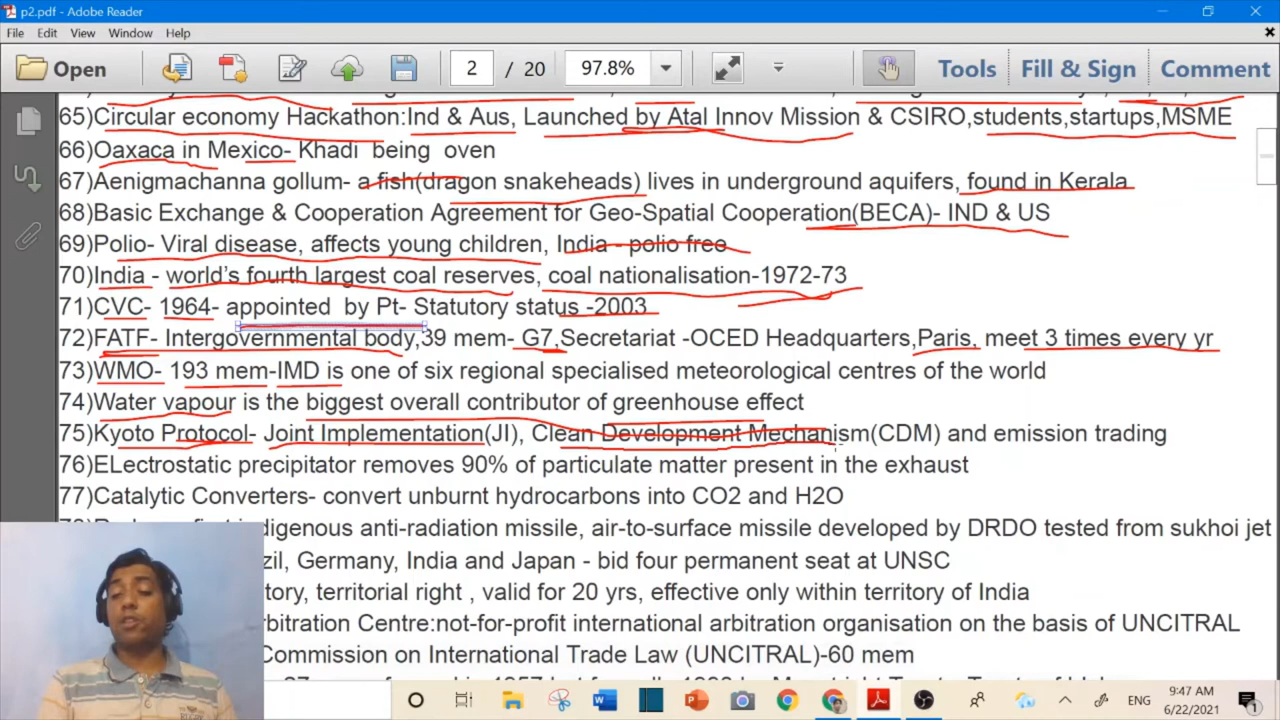 p2.pdf - Adobe Reader
File Edit View Window Help
Open 2 / 20 97.8% Tools Fill & Sign Comment
65)Circular economy Hackathon:Ind & Aus, Launched by Atal Innov Mission & CSIRO,students,startups,MSME
66)Oaxaca in Mexico- Khadi being oven
67)Aenigmachanna gollum- a fish(dragon snakeheads) lives in underground aquifers, found in Kerala
68)Basic Exchange & Cooperation Agreement for Geo-Spatial Cooperation(BECA)- IND & US
69)Polio- Viral disease, affects young children, India - polio free
70)India - world's fourth largest coal reserves, coal nationalisation-1972-73
71)CVC- 1964- appointed by Pt- Statutory status -2003
72)FATF- Intergovernmental body,39 mem- G7,Secretariat -OCED Headquarters,Paris, meet 3 times every yr
73)WMO- 193 mem-IMD is one of six regional specialised meteorological centres of the world
74)Water vapour is the biggest overall contributor of greenhouse effect
75)Kyoto Protocol- Joint Implementation(JI), Clean Development Mechanism(CDM) and emission trading
76)ELectrostatic precipitator removes 90% of particulate matter present in the exhaust
77)Catalytic Converters- convert unburnt hydrocarbons into CO2 and H2O
indigenous anti-radiation missile, air-to-surface missile developed by DRDO tested from sukhoi jet
Germany, India and Japan - bid four permanent seat at UNSC
territorial right , valid for 20 yrs, effective only within territory of India
Centre:not-for-profit international arbitration organisation on the basis of UNCITRAL
Commission on International Trade Law (UNCITRAL)-60 mem
ENG 9:47 AM
6/22/2021